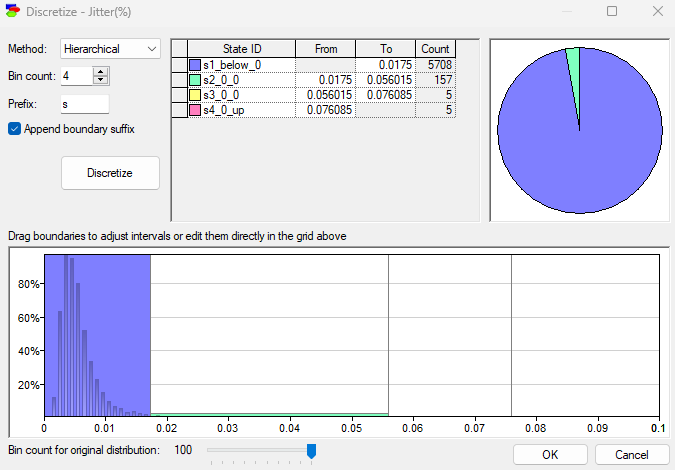 Discretize - Jitter(%)
Method: Hierarchical
Bin count: 4
Prefix: s
Append boundary suffix
Discretize
State ID From To Count
s1_below_0 0.0175 5708
s2_0_0 0.0175 0.056015 157
s3_0_0 0.056015 0.076085 5
s4_0_up 0.076085 5
Drag boundaries to adjust intervals or edit them directly in the grid above
80%
60%
40%
20%
0 0.01 0.02 0.03 0.04 0.05 0.06 0.07 0.08 0.09 0.1
Bin count for original distribution: 100
OK Cancel